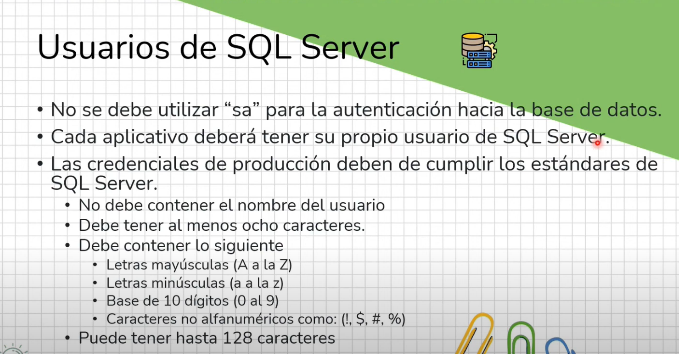 Usuarios de SQL Server
• No se debe utilizar “sa” para la autenticación hacia la base de datos.
• Cada aplicativo deberá tener su propio usuario de SQL Server.
• Las credenciales de producción deben de cumplir los estándares de
SQL Server.
• No debe contener el nombre del usuario
• Debe tener al menos ocho caracteres.
• Debe contener lo siguiente
• Letras mayúsculas (A a la Z)
• Letras minúsculas (a a la z)
• Base de 10 dígitos (0 al 9)
• Caracteres no alfanuméricos como: (!, $, #, %)
• Puede tener hasta 128 caracteres